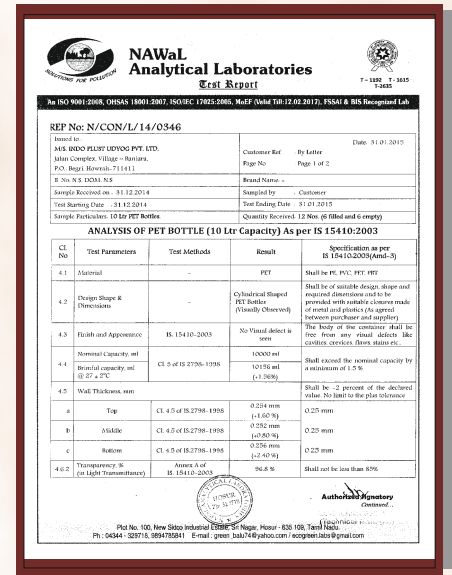 SOLUTIONS FOR POLLUTION
NAWaL
Analytical Laboratories
Test Report
T - 1192 T - 1615
T-2635
An ISO 9001:2008, OHSAS 18001:2007, ISO/IEC 17025:2005, MoEF (Velid Till:12.02.2017), FSSAI & BIS Recognized Lab
REP No: N/CON/L/14/0346
Issued to
Date: 31.01.2015
M/S. INDO PLUST UDYOG PVT. LTD.
Jalan Complex, Village - Baniara,
P.O.. Begri, Howrah-711411
Customer Ref : By Letter
Page No Page 1 of 2
B. No. N.S, DOM. N.S
Brand Name: -
Sample Received on : 31.12.2014
Sampled by : Customer
Test Starting Date : 31.12.2014
Test Ending Date : 31.01.2015
Sample Particulars: 10 Ltr PET Bottles
Quantity Received: 12 Nos. (6 filled and 6 empty)
ANALYSIS OF PET BOTTLE (10 Ltr Capacity) As per IS 15410:2003
Cl. No Test Parameters Test Methods Result Specification as per IS 15410:2003(Amd-3)
4.1 Material - PET Shall be PE, PVC, PET, PBT
4.2 Design Shape & Dimensions - Cylindrical Shaped PET Bottles (Visually Observed) Shall be of suitable design, shape and required dimensions and to be provided with suitable closures made of metal and plastics (As agreed between purchaser and supplier)
4.3 Finish and Appearance IS. 15410-2003 No Visual defect is seen The body of the container shall be free from any visual defects like cavities, crevices, flaws, stains etc..
4.4 Nominal Capacity, ml Cl. 5 of IS 2798-1998 10000 ml Shall exceed the nominal capacity by a minimum of 1.5 %
Brimful capacity, ml @ 27 ± 2°C 10196 ml (+1.96%)
4.5 Wall Thickness, mm Shall be -2 percent of the declared value. No limit to the plus tolerance
a Top Cl. 4.5 of IS.2798-1998 0.254 mm (+1.60 %) 0.25 mm
b Middle Cl. 4.5 of IS.2798-1998 0.252 mm (+0.80 %) 0.25 mm
c Bottom Cl. 4.5 of IS.2798-1998 0.256 mm (+2.40 %) 0.25 mm
4.6.2 Transparency, % (in Light Transmittance) Annex A of IS. 15410-2003 96.8 % Shall not be less than 85%
HOSUR
Authorized Signatory
Continued...
Plot No. 100, New Sidco Industrial Estate, Sri Nagar, Hosur - 635 109, Tamil Nadu.
Ph : 04344 - 329718, 9894785841 E-mail : green_balu74@yahoo.com / ecogreen.labs@gmail.com